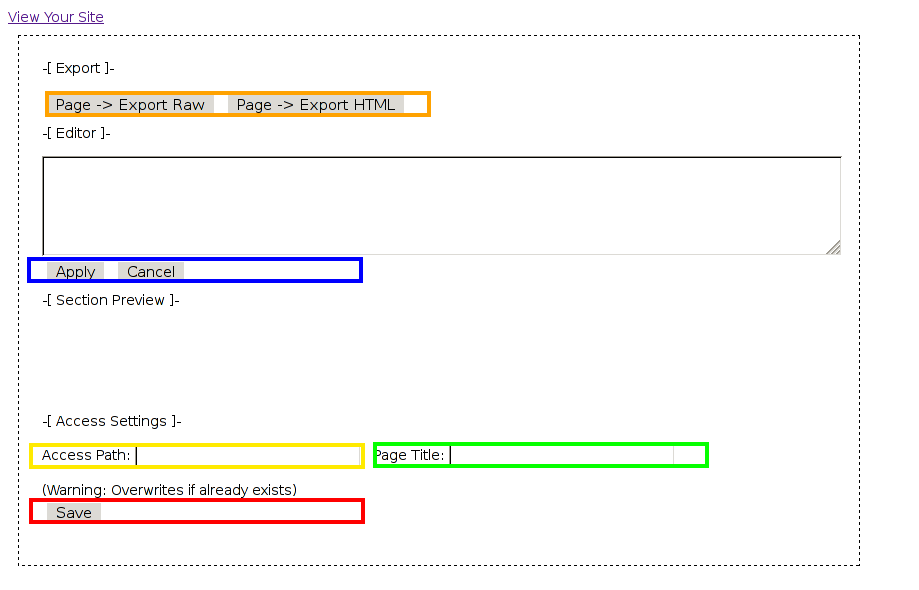 View Your Site
-[ Export ]-
Page -> Export Raw Page -> Export HTML
-[ Editor ]-
Apply Cancel
-[ Section Preview ]-
-[ Access Settings ]-
Access Path: Page Title:
(Warning: Overwrites if already exists)
Save